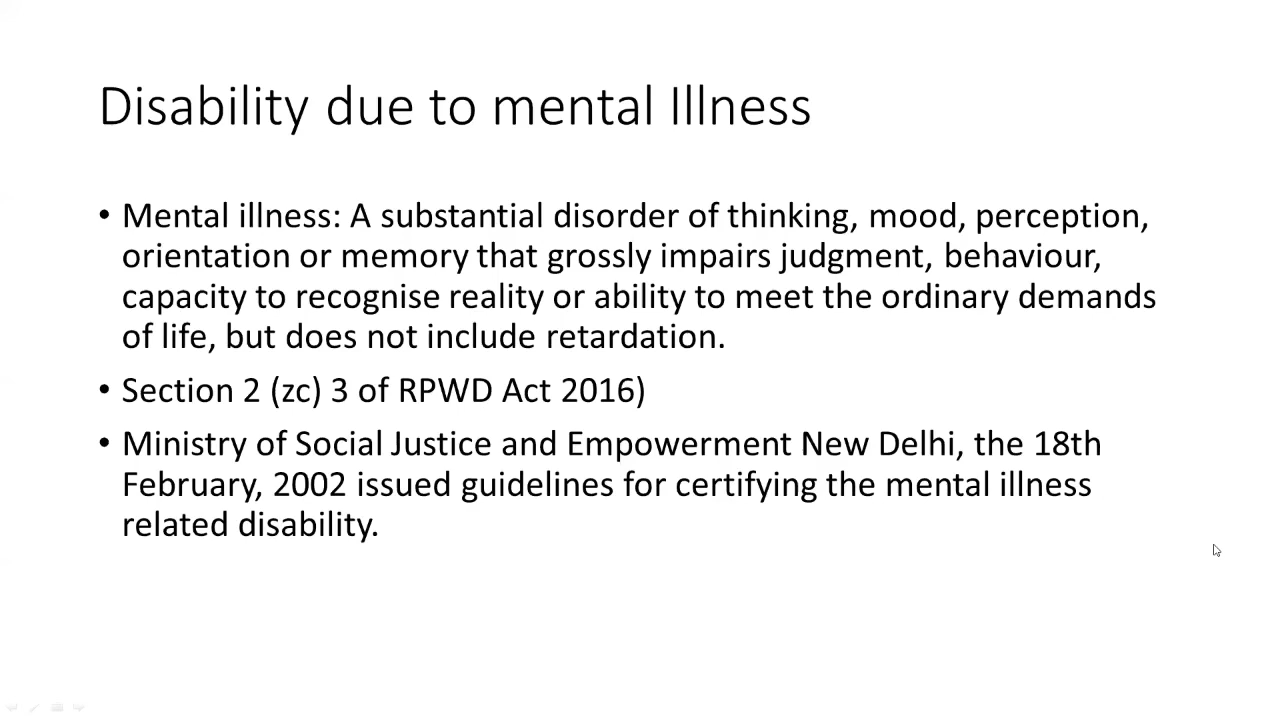 Disability due to mental Illness
• Mental illness: A substantial disorder of thinking, mood, perception,
orientation or memory that grossly impairs judgment, behaviour,
capacity to recognise reality or ability to meet the ordinary demands
of life, but does not include retardation.
• Section 2 (zc) 3 of RPWD Act 2016)
• Ministry of Social Justice and Empowerment New Delhi, the 18th
February, 2002 issued guidelines for certifying the mental illness
related disability.